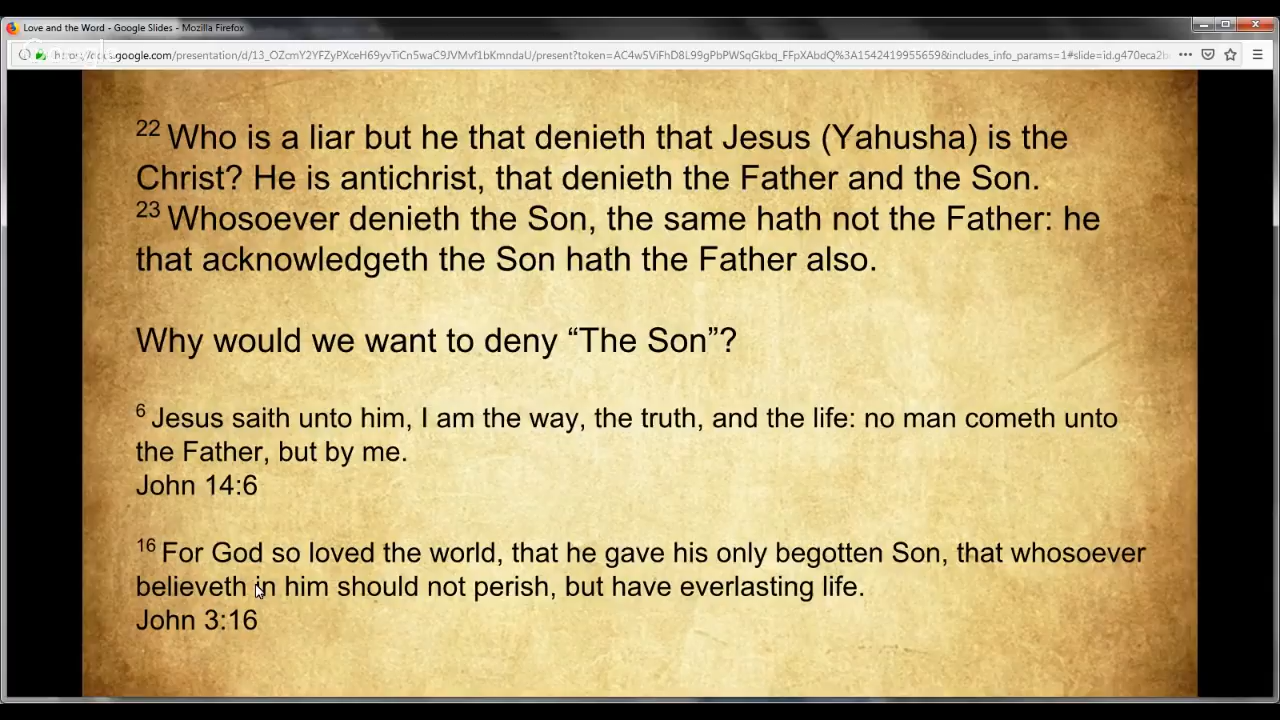 Love and the Word - Google Slides - Mozilla Firefox
22 Who is a liar but he that denieth that Jesus (Yahusha) is the
Christ? He is antichrist, that denieth the Father and the Son.
23 Whosoever denieth the Son, the same hath not the Father: he
that acknowledgeth the Son hath the Father also.
Why would we want to deny “The Son”?
6 Jesus saith unto him, I am the way, the truth, and the life: no man cometh unto
the Father, but by me.
John 14:6
16 For God so loved the world, that he gave his only begotten Son, that whosoever
believeth in him should not perish, but have everlasting life.
John 3:16